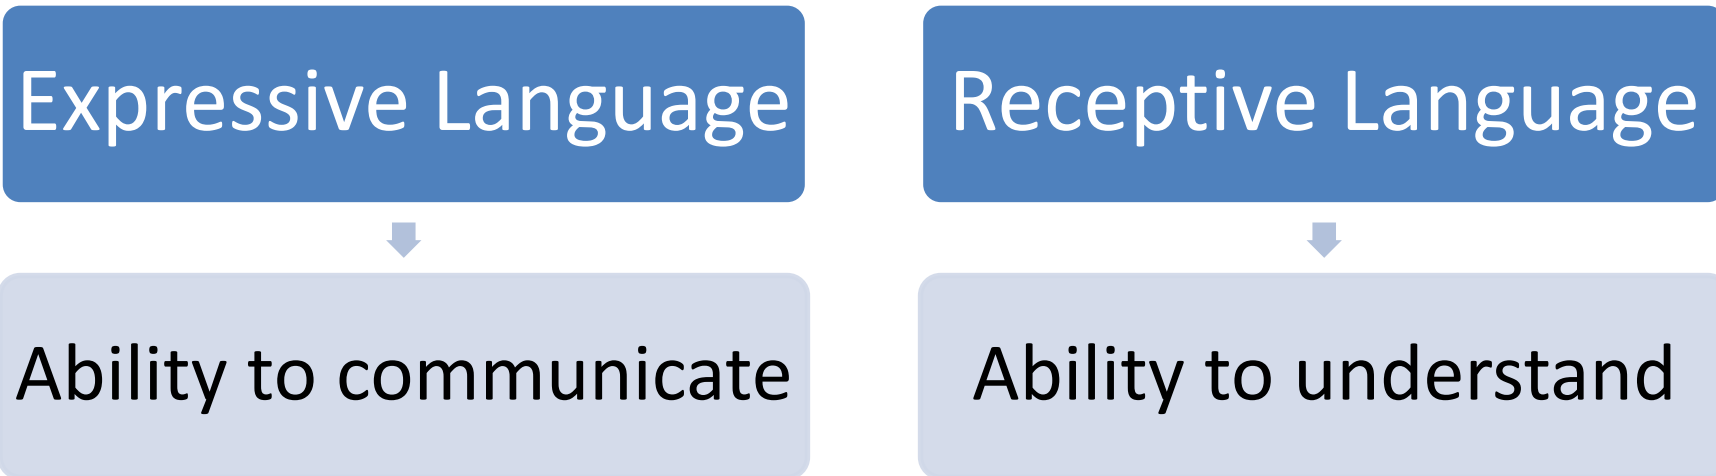 Expressive Language
Receptive Language
Ability to communicate
Ability to understand